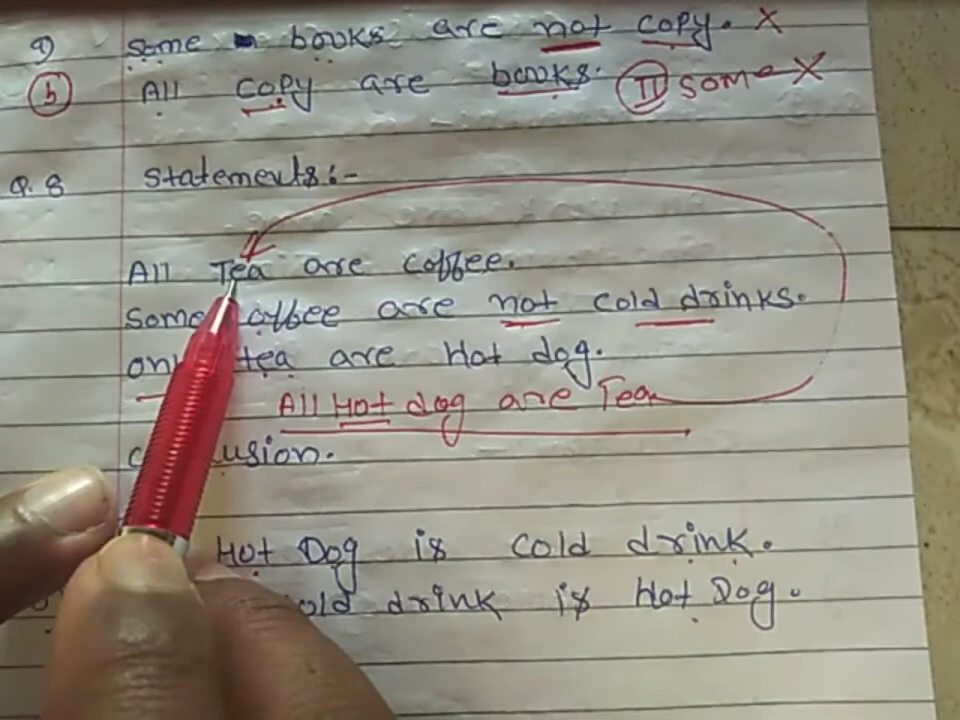 a) some books are not copy. X
b) All copy are books. II some X
Q.8 Statements:-
All Tea are coffee.
Some coffee are not cold drinks.
tea are Hot dog.
All Hot dog are Tea
Hot Dog is cold drink.
drink is Hot Dog.